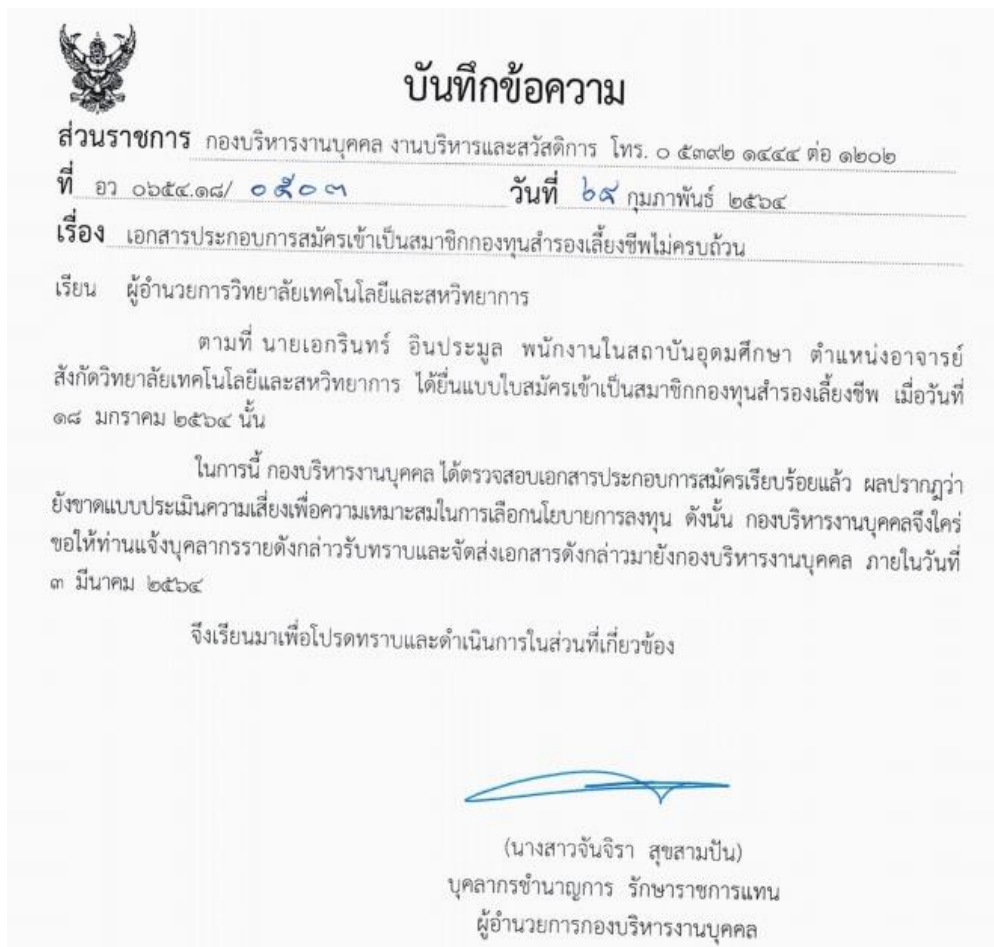 บันทึกข้อความ
ส่วนราชการ กองบริหารงานบุคคล งานบริหารและสวัสดิการ โทร. ๐ ๕๓๙๒ ๑๔๔๔ ต่อ ๑๒๐๒
ที่ อว ๐๖๕๔.๑๘/ ๐๕๐๓ วันที่ กุมภาพันธ์ ๒๕๖๔
เรื่อง เอกสารประกอบการสมัครเข้าเป็นสมาชิกกองทุนสำรองเลี้ยงชีพไม่ครบถ้วน
เรียน ผู้อำนวยการวิทยาลัยเทคโนโลยีและสหวิทยาการ
ตามที่ นายเอกรินทร์ อินประมูล พนักงานในสถาบันอุดมศึกษา ตำแหน่งอาจารย์
สังกัดวิทยาลัยเทคโนโลยีและสหวิทยาการ ได้ยื่นแบบใบสมัครเข้าเป็นสมาชิกกองทุนสำรองเลี้ยงชีพ เมื่อวันที่
๑๘ มกราคม ๒๕๖๔ นั้น
ในการนี้ กองบริหารงานบุคคล ได้ตรวจสอบเอกสารประกอบการสมัครเรียบร้อยแล้ว ผลปรากฏว่า
ยังขาดแบบประเมินความเสี่ยงเพื่อความเหมาะสมในการเลือกนโยบายการลงทุน ดังนั้น กองบริหารงานบุคคลจึงใคร่
ขอให้ท่านแจ้งบุคลากรรายดังกล่าวรับทราบและจัดส่งเอกสารดังกล่าวมายังกองบริหารงานบุคคล ภายในวันที่
๓ มีนาคม ๒๕๖๔
จึงเรียนมาเพื่อโปรดทราบและดำเนินการในส่วนที่เกี่ยวข้อง
(นางสาวจันจิรา สุขสามปัน)
บุคลากรชำนาญการ รักษาราชการแทน
ผู้อำนวยการกองบริหารงานบุคคล